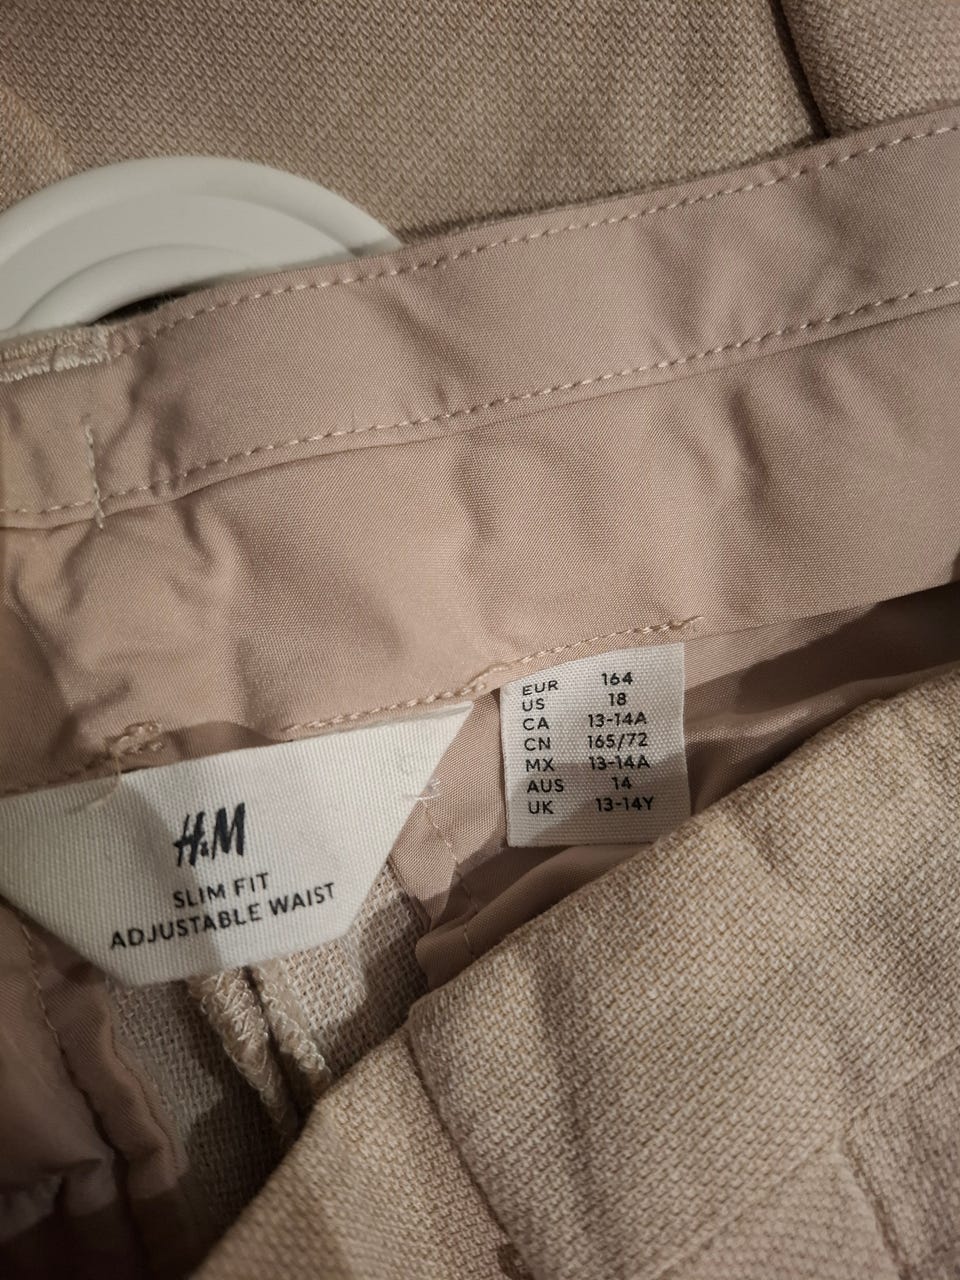 EUR 164
US 18
CA 13-14A
CN 165/72
MX 13-14A
AUS 14
UK 13-14Y
H&M
SLIM FIT
ADJUSTABLE WAIST